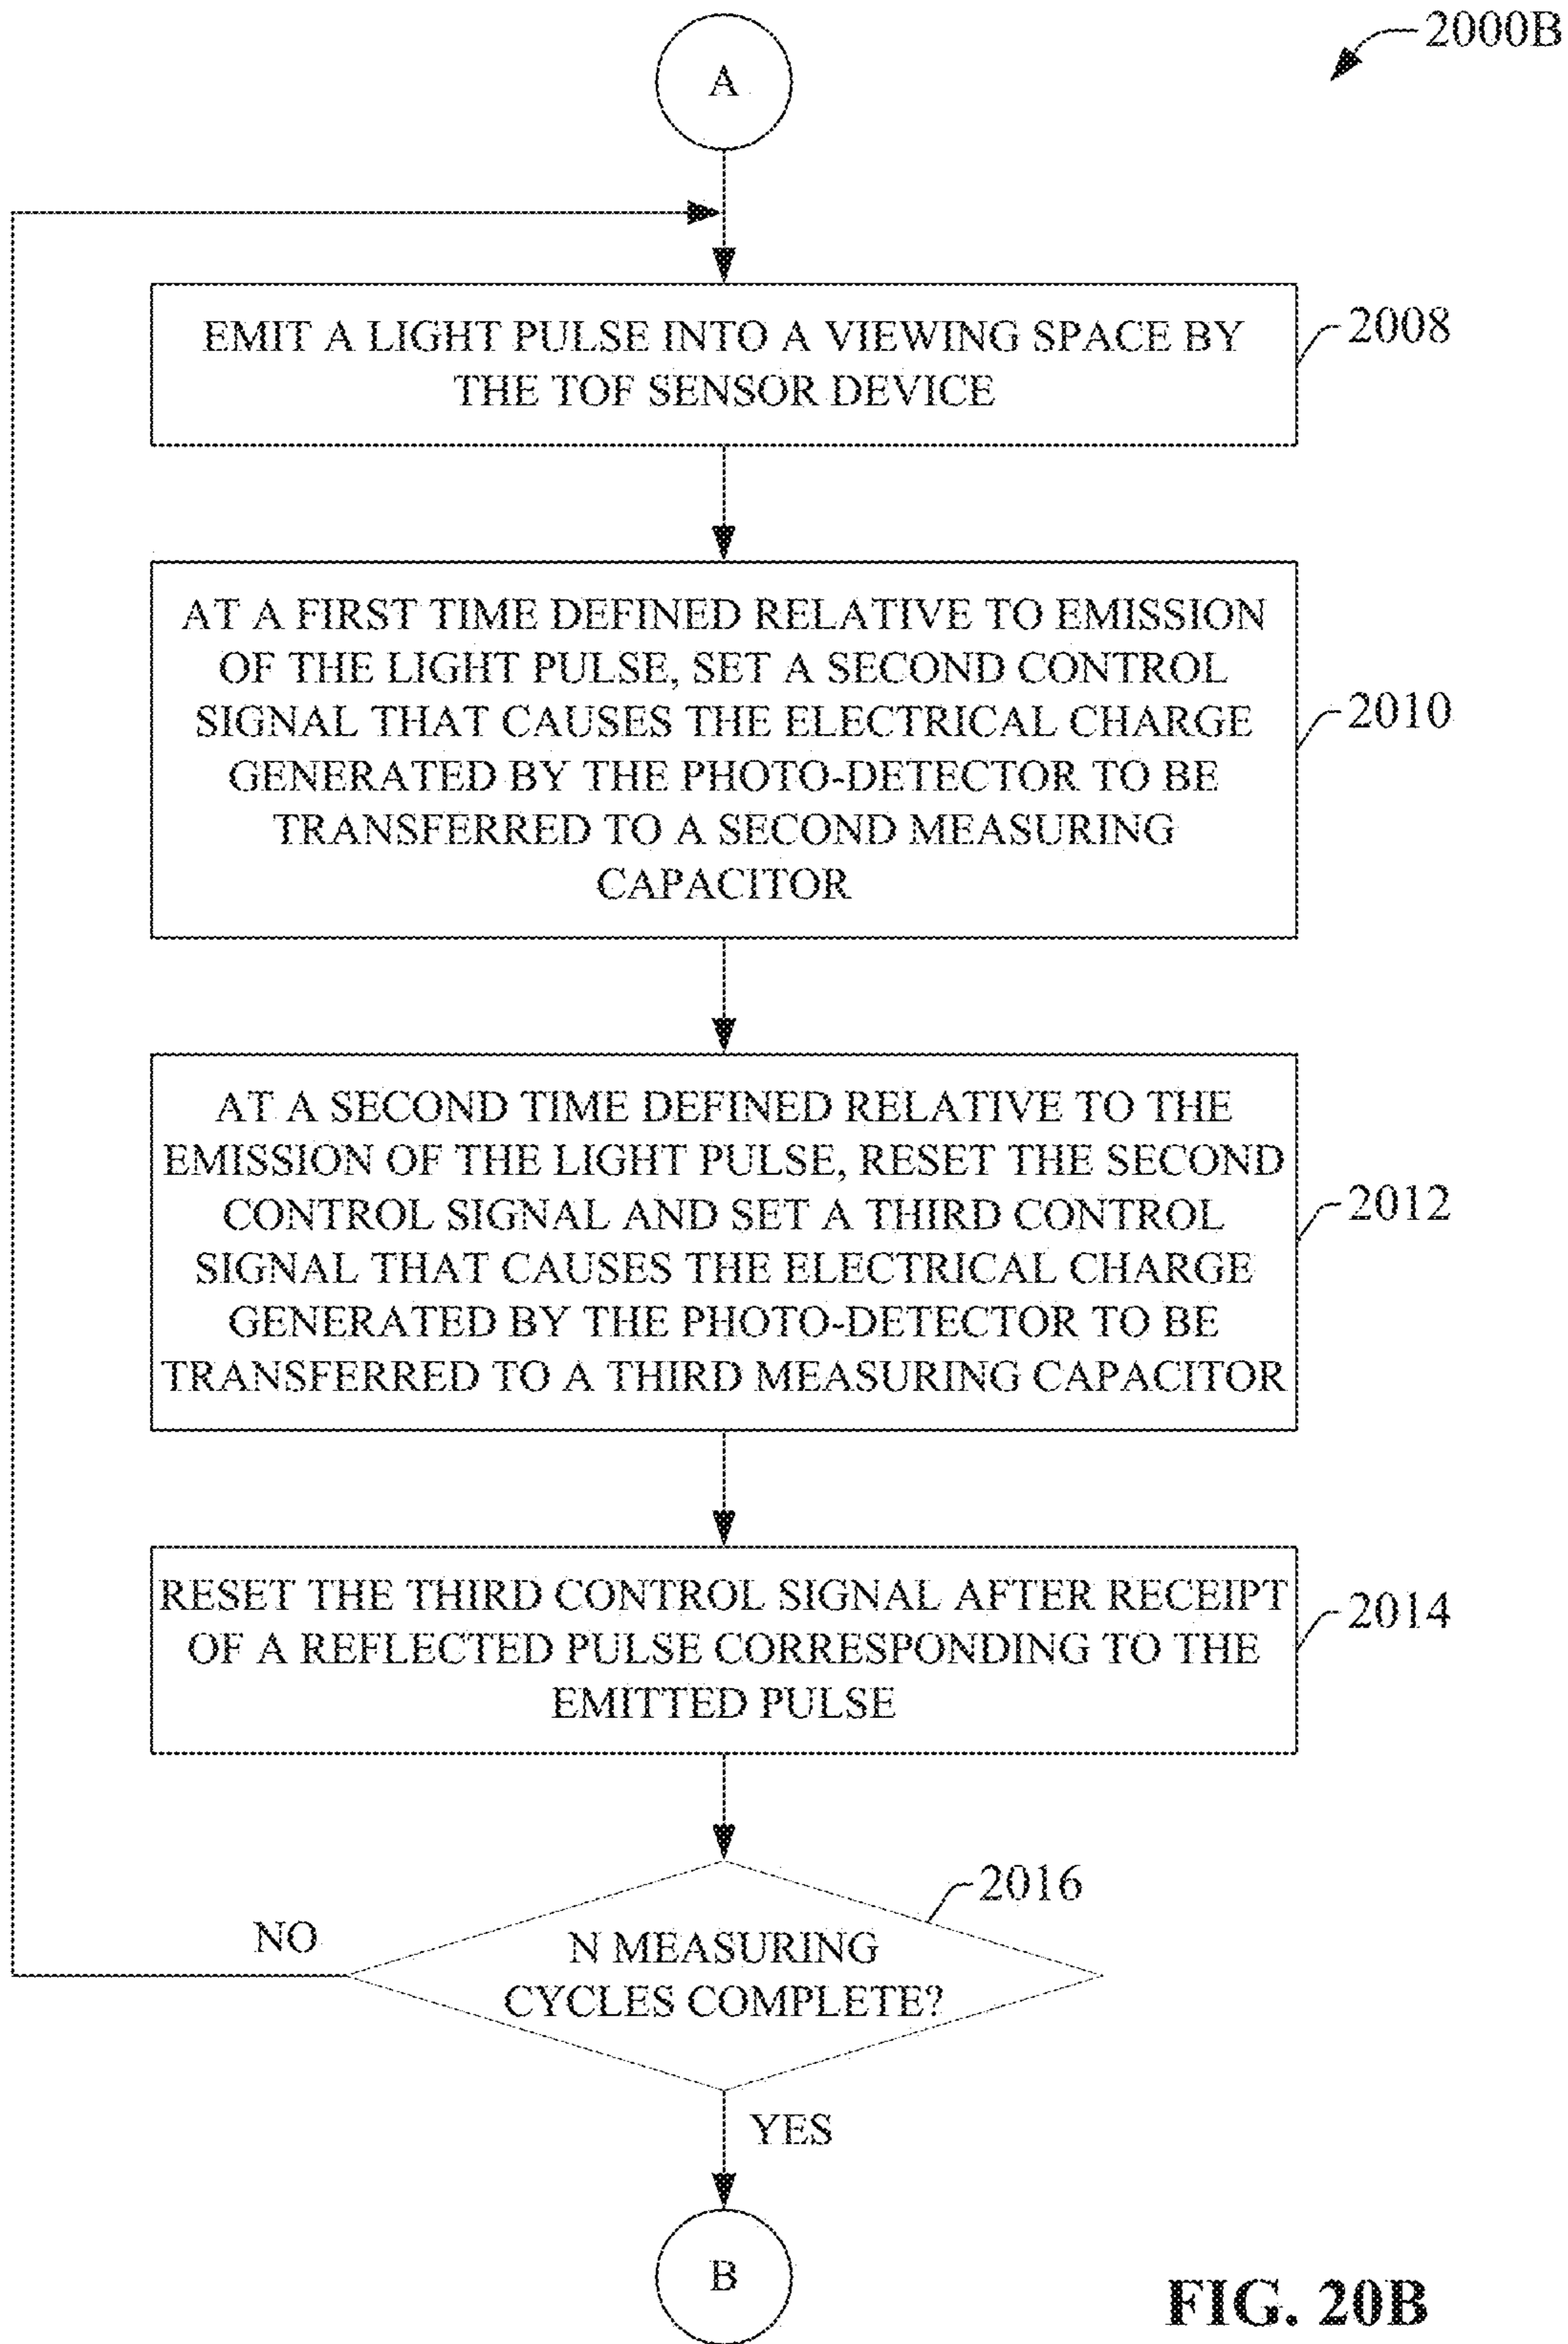 2000B
A
EMIT A LIGHT PULSE INTO A VIEWING SPACE BY
THE TOF SENSOR DEVICE
2008
AT A FIRST TIME DEFINED RELATIVE TO EMISSION
OF THE LIGHT PULSE, SET A SECOND CONTROL
SIGNAL THAT CAUSES THE ELECTRICAL CHARGE
GENERATED BY THE PHOTO-DETECTOR TO BE
TRANSFERRED TO A SECOND MEASURING
CAPACITOR
2010
AT A SECOND TIME DEFINED RELATIVE TO THE
EMISSION OF THE LIGHT PULSE, RESET THE SECOND
CONTROL SIGNAL AND SET A THIRD CONTROL
SIGNAL THAT CAUSES THE ELECTRICAL CHARGE
GENERATED BY THE PHOTO-DETECTOR TO BE
TRANSFERRED TO A THIRD MEASURING CAPACITOR
2012
RESET THE THIRD CONTROL SIGNAL AFTER RECEIPT
OF A REFLECTED PULSE CORRESPONDING TO THE
EMITTED PULSE
2014
2016
NO
N MEASURING
CYCLES COMPLETE?
YES
B
FIG. 20B